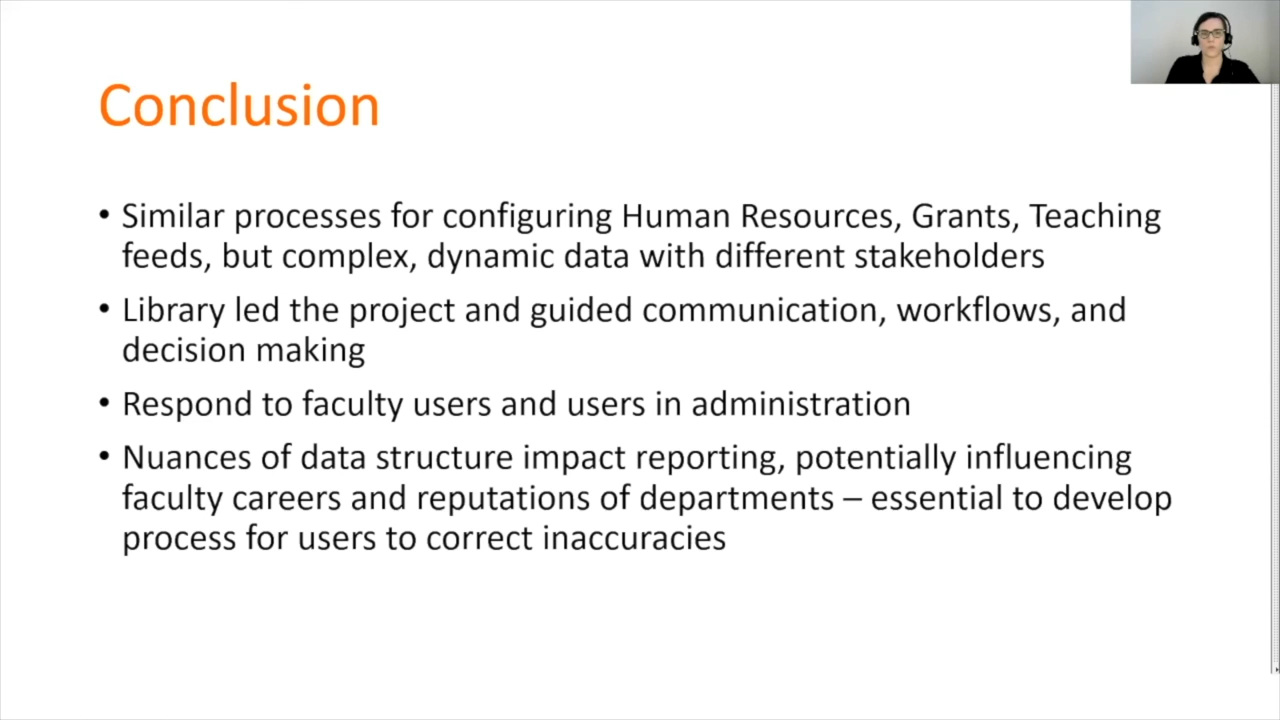 Conclusion
• Similar processes for configuring Human Resources, Grants, Teaching
feeds, but complex, dynamic data with different stakeholders
• Library led the project and guided communication, workflows, and
decision making
• Respond to faculty users and users in administration
• Nuances of data structure impact reporting, potentially influencing
faculty careers and reputations of departments – essential to develop
process for users to correct inaccuracies